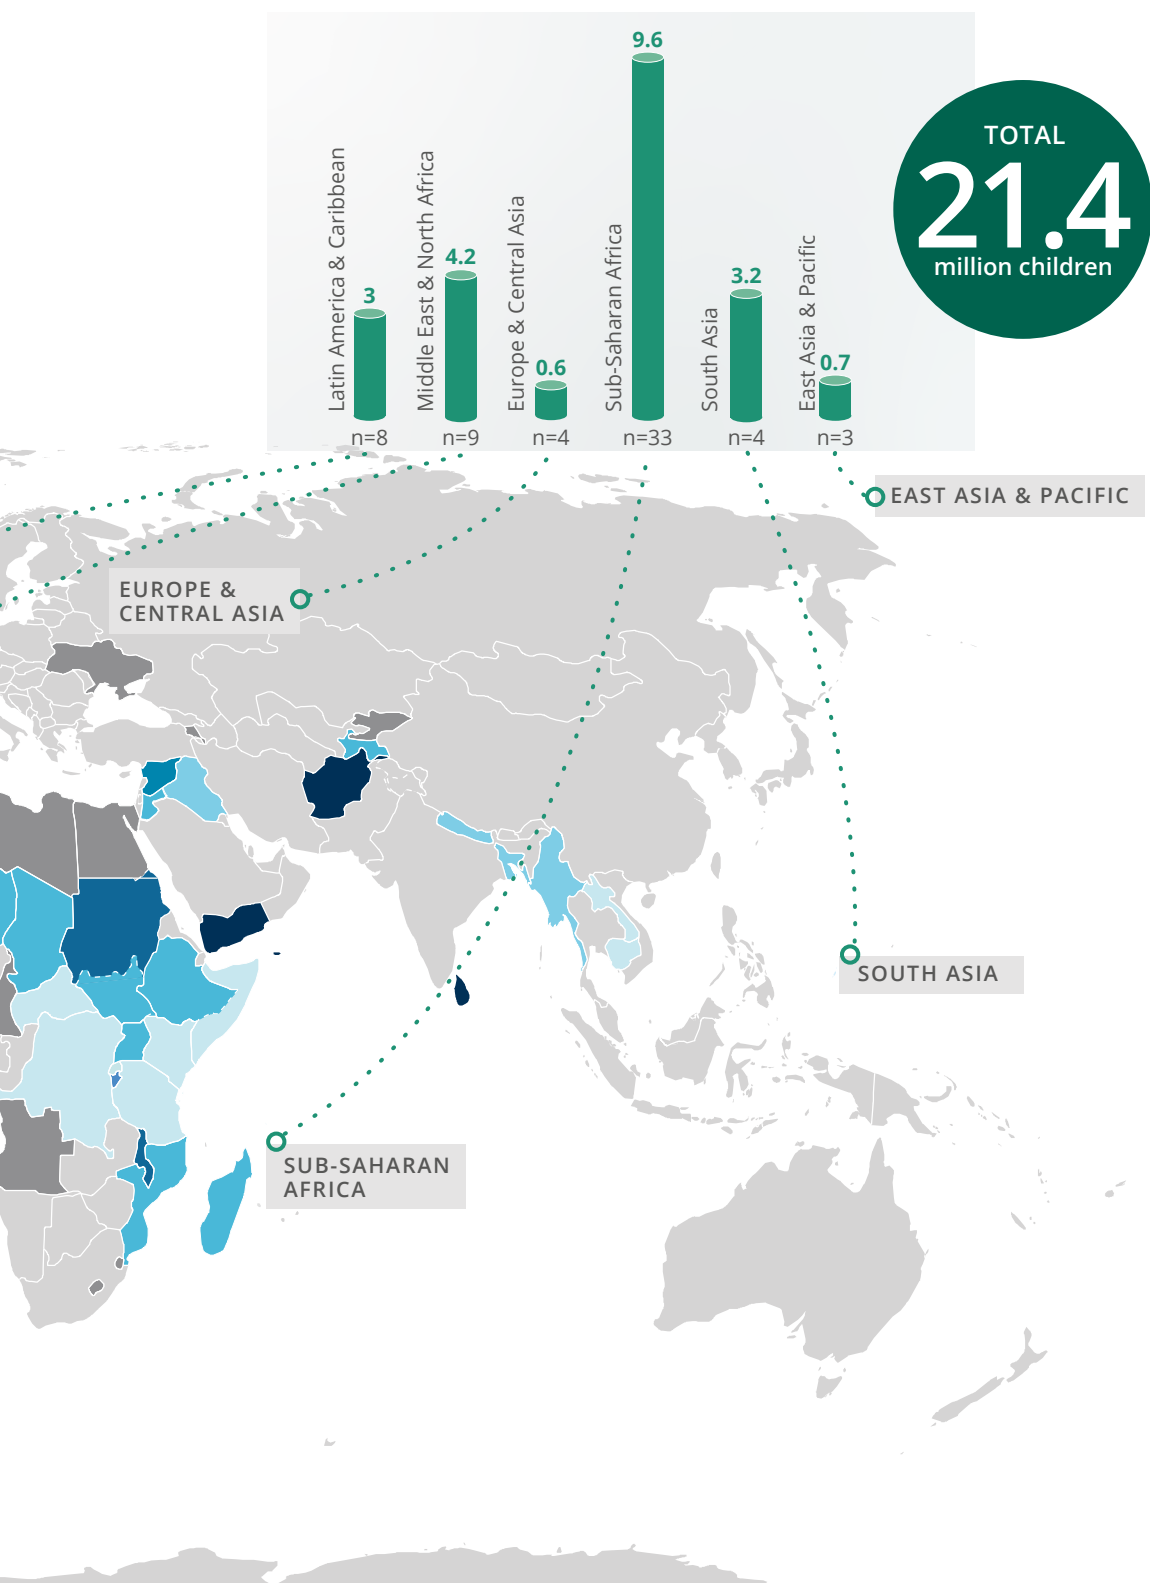 9.6
4.2
3
3.2
0.6
0.7
Latin America & Caribbean
Middle East & North Africa
Europe & Central Asia
Sub-Saharan Africa
South Asia
East Asia & Pacific
n=8
n=9
n=4
n=33
n=4
n=3
TOTAL
21.4
million children
EAST ASIA & PACIFIC
EUROPE &
CENTRAL ASIA
SOUTH ASIA
SUB-SAHARAN
AFRICA